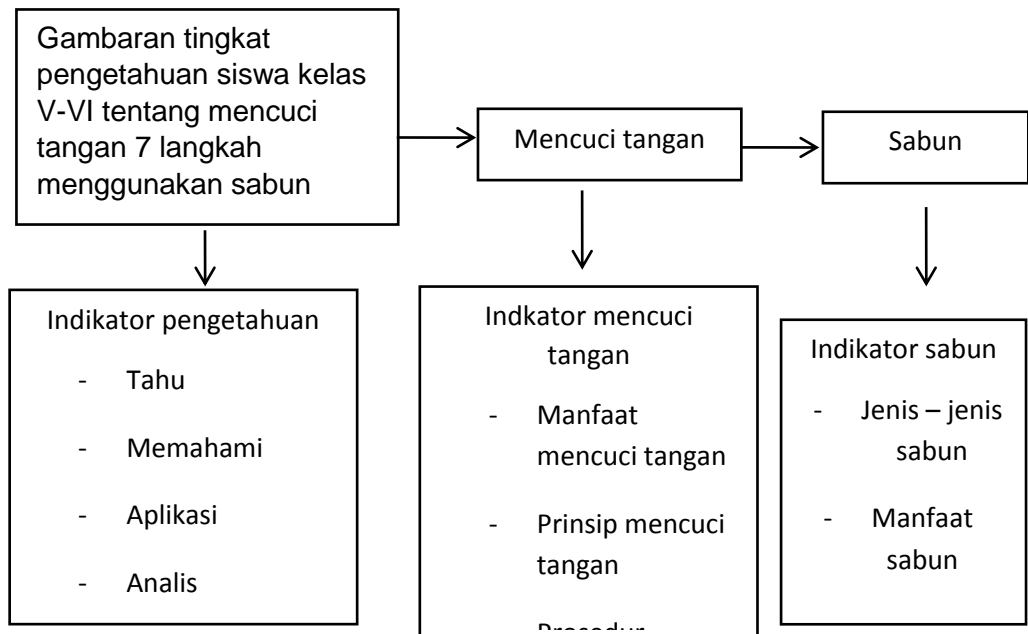 Gambaran tingkat
pengetahuan siswa kelas
V-VI tentang mencuci
tangan 7 langkah
menggunakan sabun
Mencuci tangan
Sabun
Indikator pengetahuan
- Tahu
- Memahami
- Aplikasi
- Analis
Indkator mencuci
tangan
- Manfaat
mencuci tangan
- Prinsip mencuci
tangan
Indikator sabun
- Jenis – jenis
sabun
- Manfaat
sabun